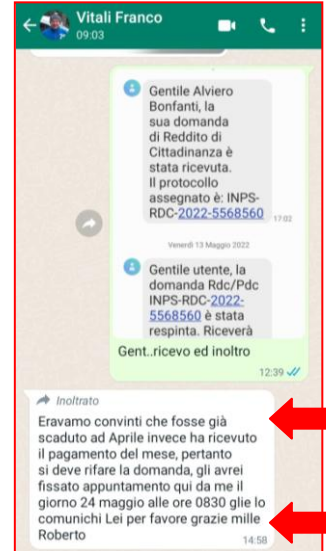 Vitali Franco
09:03
Gentile Alviero
Bonfanti, la
sua domanda
di Reddito di
Cittadinanza è
stata ricevuta.
Il protocollo
assegnato è: INPS-
RDC-2022-5568560
17:02
Venerdì 13 Maggio 2022
Gentile utente, la
domanda Rdc/Pdc
INPS-RDC-2022-
5568560 è stata
respinta. Riceverà
Gent..ricevo ed inoltro
12:39
Inoltrato
Eravamo convinti che fosse già
scaduto ad Aprile invece ha ricevuto
il pagamento del mese, pertanto
si deve rifare la domanda, gli avrei
fissato appuntamento qui da me il
giorno 24 maggio alle ore 0830 glie lo
comunichi Lei per favore grazie mille
Roberto
14:58